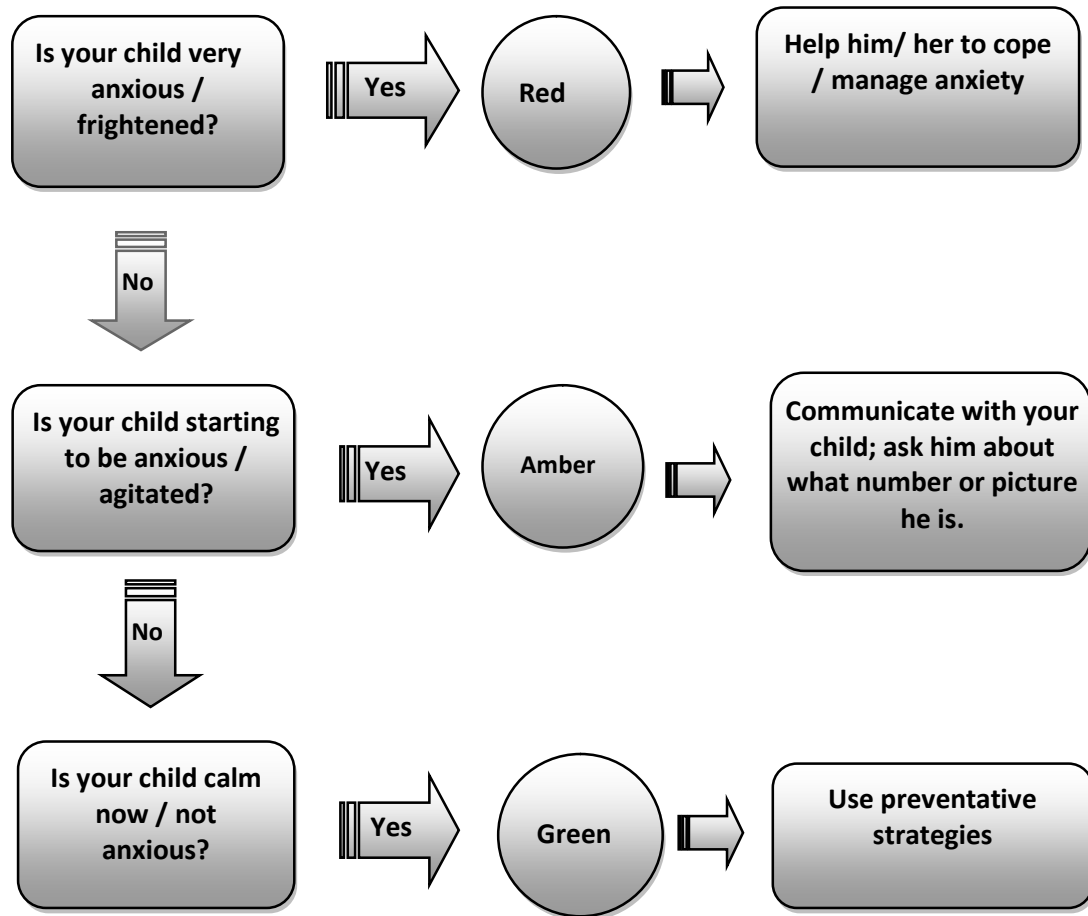 Is your child very
anxious /
frightened?
Yes
Red
Help him/ her to cope
/ manage anxiety
No
Is your child starting
to be anxious /
agitated?
Yes
Amber
Communicate with your
child; ask him about
what number or picture
he is.
No
Is your child calm
now / not
anxious?
Yes
Green
Use preventative
strategies